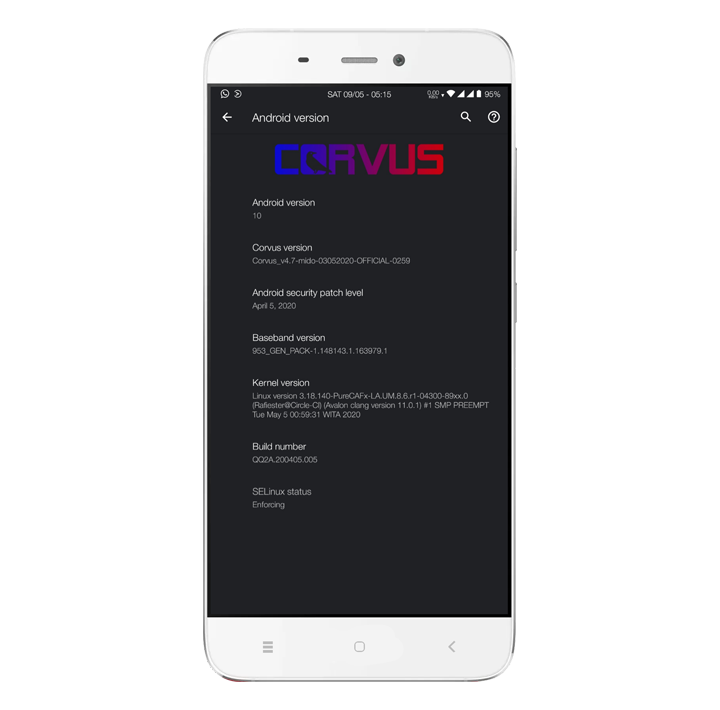 SAT 09/05 - 05:15
0.00
KB/s
95%
Android version
CORVUS
Android version
10
Corvus version
Corvus_v4.7-mido-03052020-OFFICIAL-0259
Android security patch level
April 5, 2020
Baseband version
953_GEN_PACK-1.148143.1.163979.1
Kernel version
Linux version 3.18.140-PureCAFx-LA.UM.8.6.r1-04300-89xx.0
(Rafiester@Circle-CI) (Avalon clang version 11.0.1) #1 SMP PREEMPT
Tue May 5 00:59:31 WITA 2020
Build number
QQ2A.200405.005
SELinux status
Enforcing